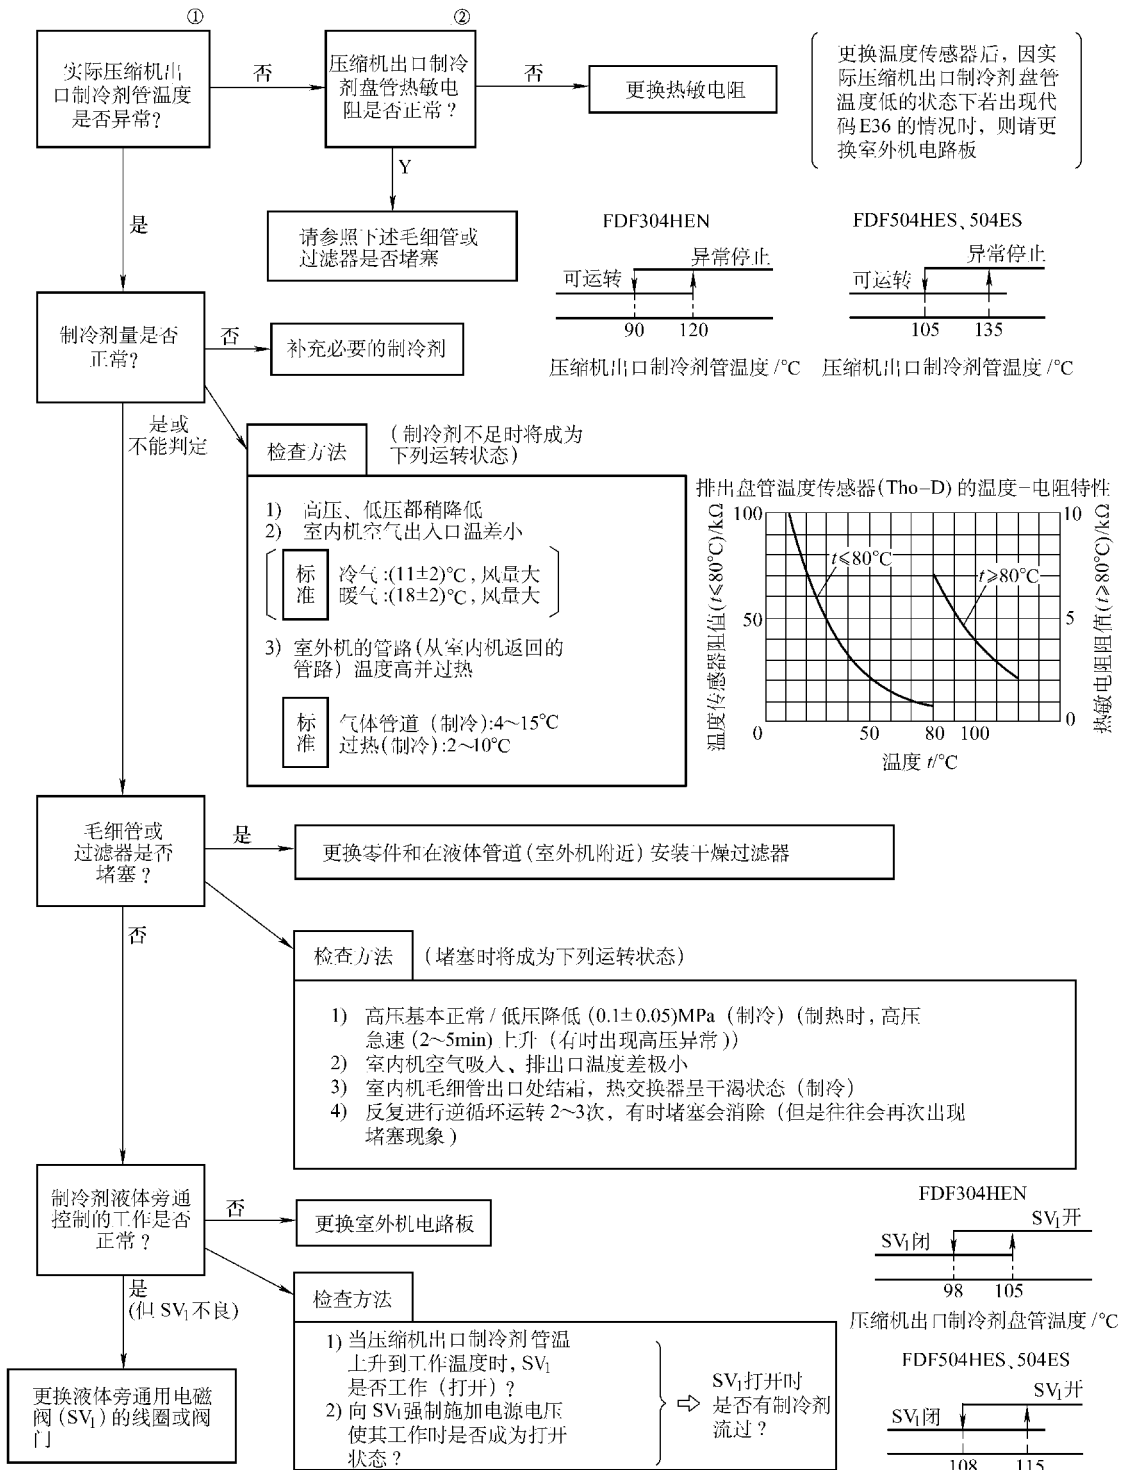 ①
实际压缩机出
口制冷剂管温度
是否异常？
否
②
压缩机出口制冷
剂盘管热敏电
阻是否正常？
否
更换热敏电阻
更换温度传感器后，因实
际压缩机出口制冷剂盘管
温度低的状态下若出现代
码E36的情况时，则请更
换室外机电路板
Y
请参照下述毛细管或
过滤器是否堵塞
是
FDF304HEN
异常停止
可运转
90 120
压缩机出口制冷剂管温度/°C
FDF504HES、504ES
异常停止
可运转
105 135
压缩机出口制冷剂管温度/°C
制冷剂量是否
正常？
否
补充必要的制冷剂
是或
不能判定
检查方法
（制冷剂不足时将成为
下列运转状态）
1) 高压、低压都稍降低
2) 室内机空气出入口温差小
标
准
冷气:(11±2)°C，风量大
暖气:(18±2)°C，风量大
3) 室外机的管路(从室内机返回的
管路）温度高并过热
标
准
气体管道（制冷):4~15°C
过热(制冷):2~10°C
排出盘管温度传感器(Tho-D)的温度-电阻特性
温度传感器阻值(t≤80°C)/kΩ
100
50
0
t≤80°C
t≥80°C
10
5
0
热敏电阻阻值(t≥80°C)/kΩ
50 80 100
温度 t/°C
毛细管或
过滤器是否
堵塞？
是
更换零件和在液体管道(室外机附近）安装干燥过滤器
否
检查方法
（堵塞时将成为下列运转状态）
1) 高压基本正常/低压降低(0.1±0.05)MPa（制冷）（制热时，高压
急速(2~5min)上升（有时出现高压异常））
2) 室内机空气吸入、排出口温度差极小
3) 室内机毛细管出口处结霜，热交换器呈干渴状态（制冷）
4) 反复进行逆循环运转2~3次，有时堵塞会消除（但是往往会再次出现
堵塞现象）
制冷剂液体旁通
控制的工作是否
正常？
否
更换室外机电路板
是
(但SV₁不良)
更换液体旁通用电磁
阀(SV₁)的线圈或阀
门
检查方法
1) 当压缩机出口制冷剂管温
上升到工作温度时，SV₁
是否工作（打开）？
2) 向SV₁强制施加电源电压
使其工作时是否成为打开
状态？
SV₁打开时
是否有制冷剂
流过？
FDF304HEN
SV₁开
SV₁闭
98 105
压缩机出口制冷剂盘管温度/°C
FDF504HES、504ES
SV₁开
SV₁闭
108 115